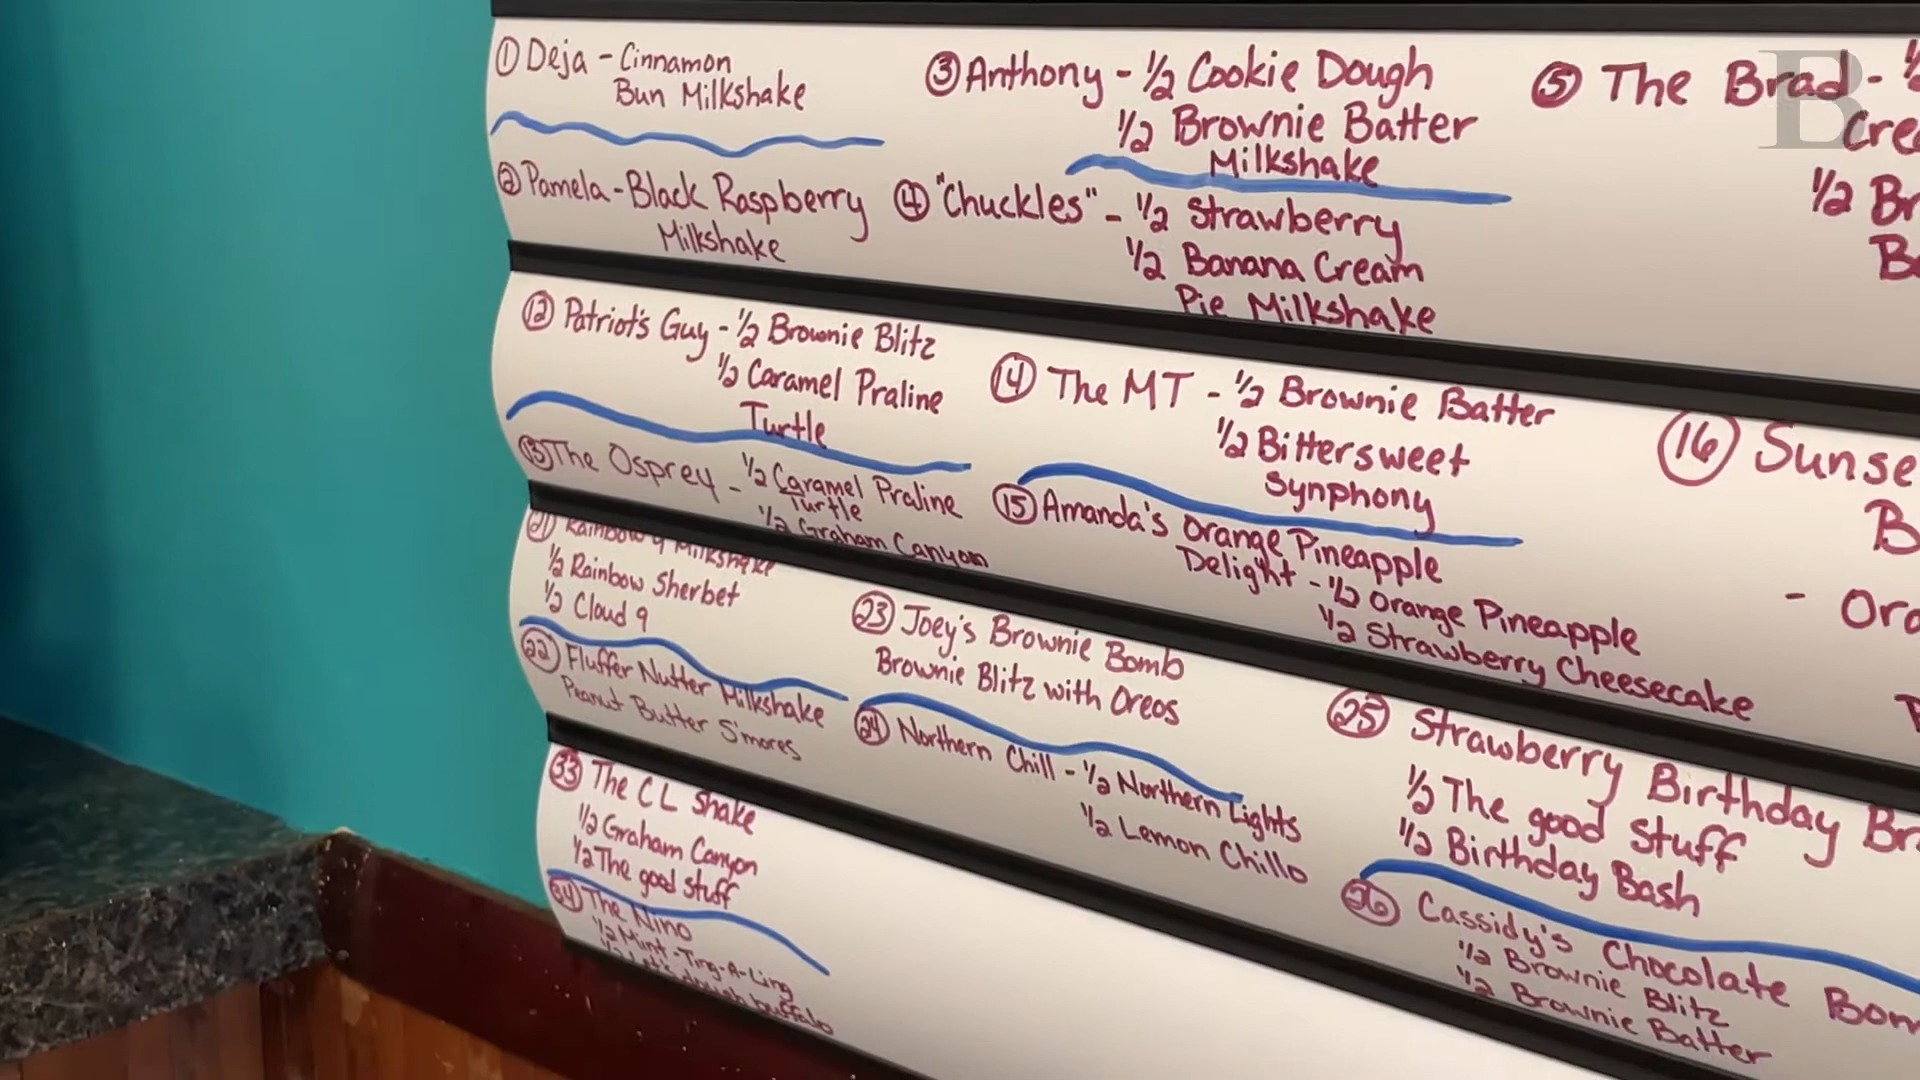 ① Deja - Cinnamon
Bun Milkshake
② Pamela - Black Raspberry
Milkshake
③ Anthony - 1/2 Cookie Dough
1/2 Brownie Batter
Milkshake
④ "Chuckles" - 1/2 Strawberry
1/2 Banana Cream
Pie Milkshake
⑤ The Brad -
1/2
B
⑫ Patriot's Guy - 1/2 Brownie Blitz
1/2 Caramel Praline
Turtle
⑬ The Osprey - 1/2 Caramel Praline
Turtle
1/2 Graham Canyon
⑭ The MT - 1/2 Brownie Batter
1/2 Bittersweet
Synphony
⑮ Amanda's Orange Pineapple
Delight - 1/2 Orange Pineapple
1/2 Strawberry Cheesecake
⑯
㉑ Rainbow 9 Milkshake
1/2 Rainbow Sherbet
1/2 Cloud 9
㉒ Fluffer Nutter Milkshake
Peanut Butter S'mores
㉓ Joey's Brownie Bomb
Brownie Blitz with Oreos
㉔ Northern Chill - 1/2 Northern Lights
1/2 Lemon Chillo
㉕ Strawberry Birthday
1/2 The good stuff
1/2 Birthday Bash
㉖ Cassidy's Chocolate
1/2 Brownie Blitz
1/2 Brownie Batter
㉝ The CL Shake
1/2 Graham Canyon
1/2 The good stuff
㉞ The Nino
1/2 Mint-Ting-A-Ling
buffalo